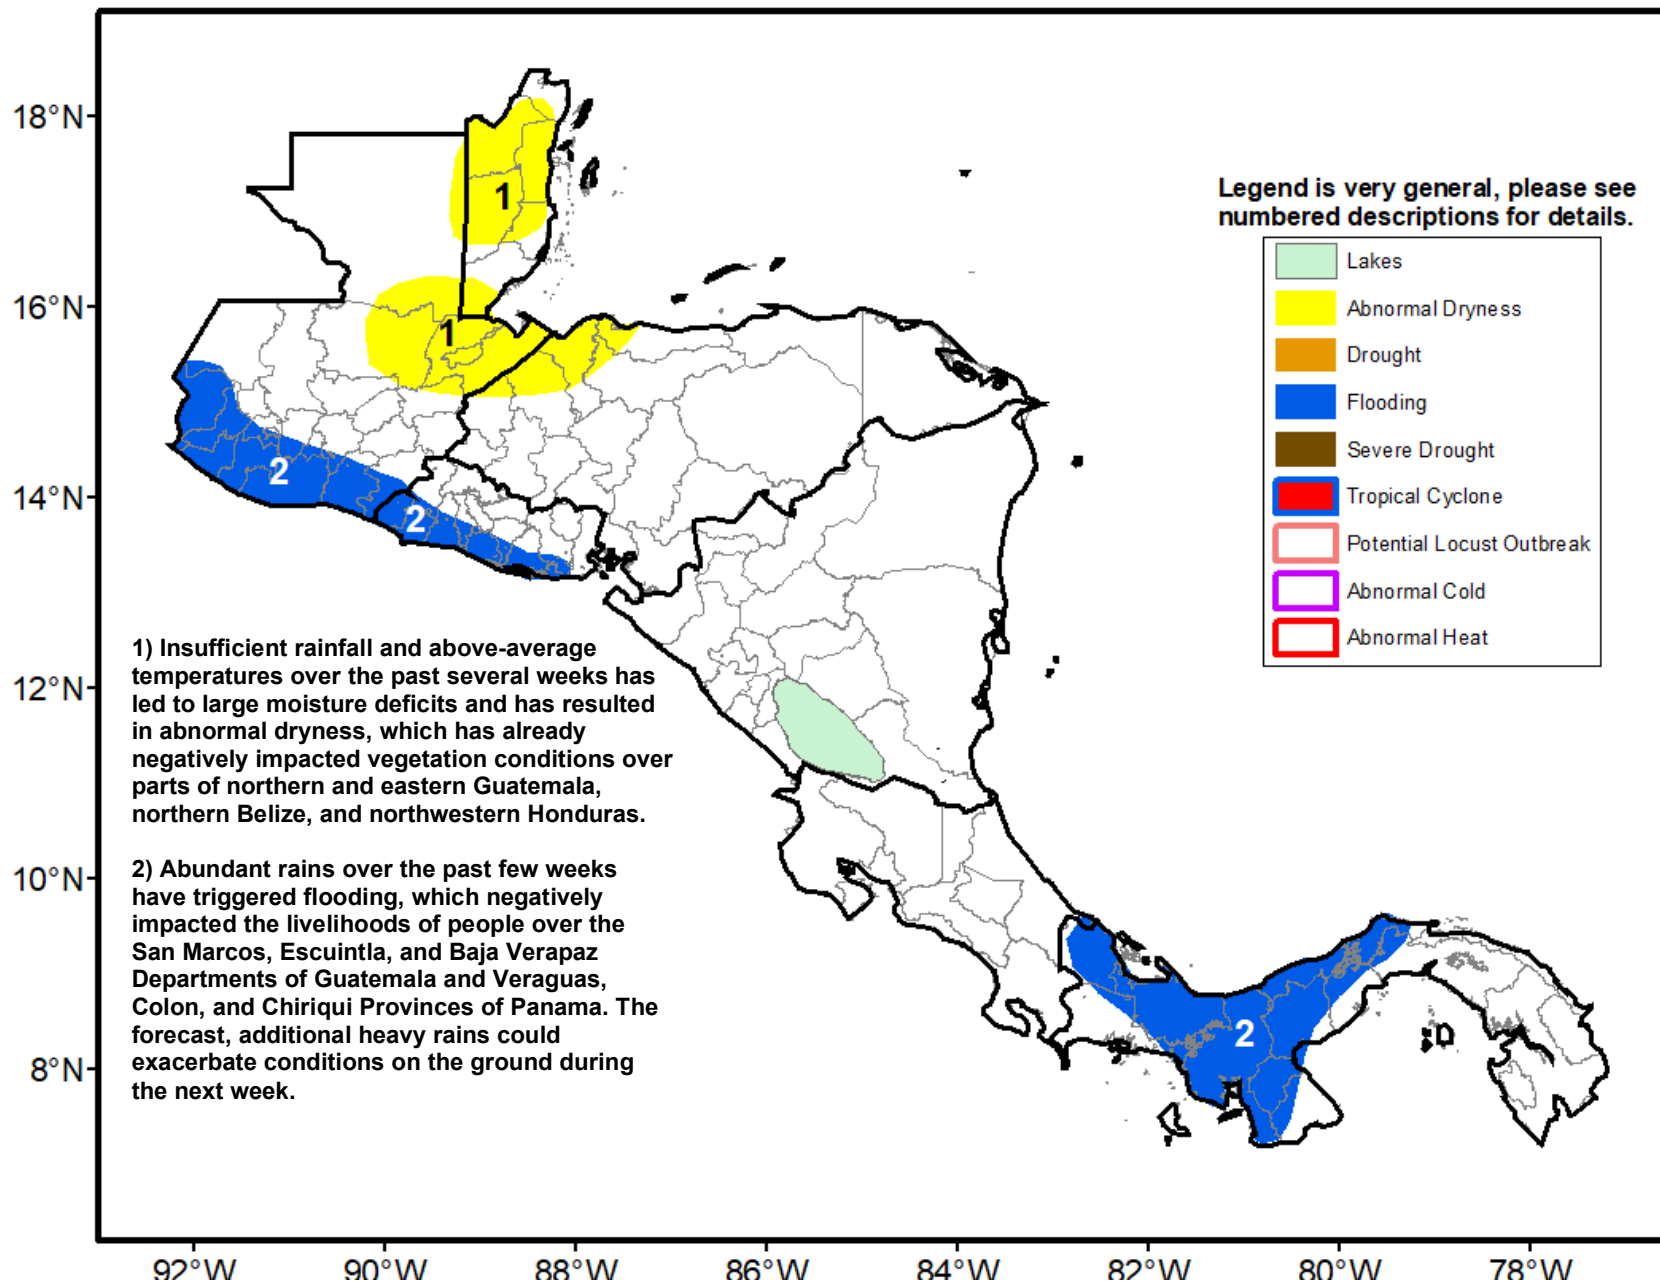 18°N
16°N
14°N
12°N
10°N
8°N
92°W
90°W
88°W
86°W
84°W
82°W
80°W
78°W
1
1
2
2
2
Legend is very general, please see
numbered descriptions for details.
Lakes
Abnormal Dryness
Drought
Flooding
Severe Drought
Tropical Cyclone
Potential Locust Outbreak
Abnormal Cold
Abnormal Heat
1) Insufficient rainfall and above-average
temperatures over the past several weeks has
led to large moisture deficits and has resulted
in abnormal dryness, which has already
negatively impacted vegetation conditions over
parts of northern and eastern Guatemala,
northern Belize, and northwestern Honduras.
2) Abundant rains over the past few weeks
have triggered flooding, which negatively
impacted the livelihoods of people over the
San Marcos, Escuintla, and Baja Verapaz
Departments of Guatemala and Veraguas,
Colon, and Chiriqui Provinces of Panama. The
forecast, additional heavy rains could
exacerbate conditions on the ground during
the next week.